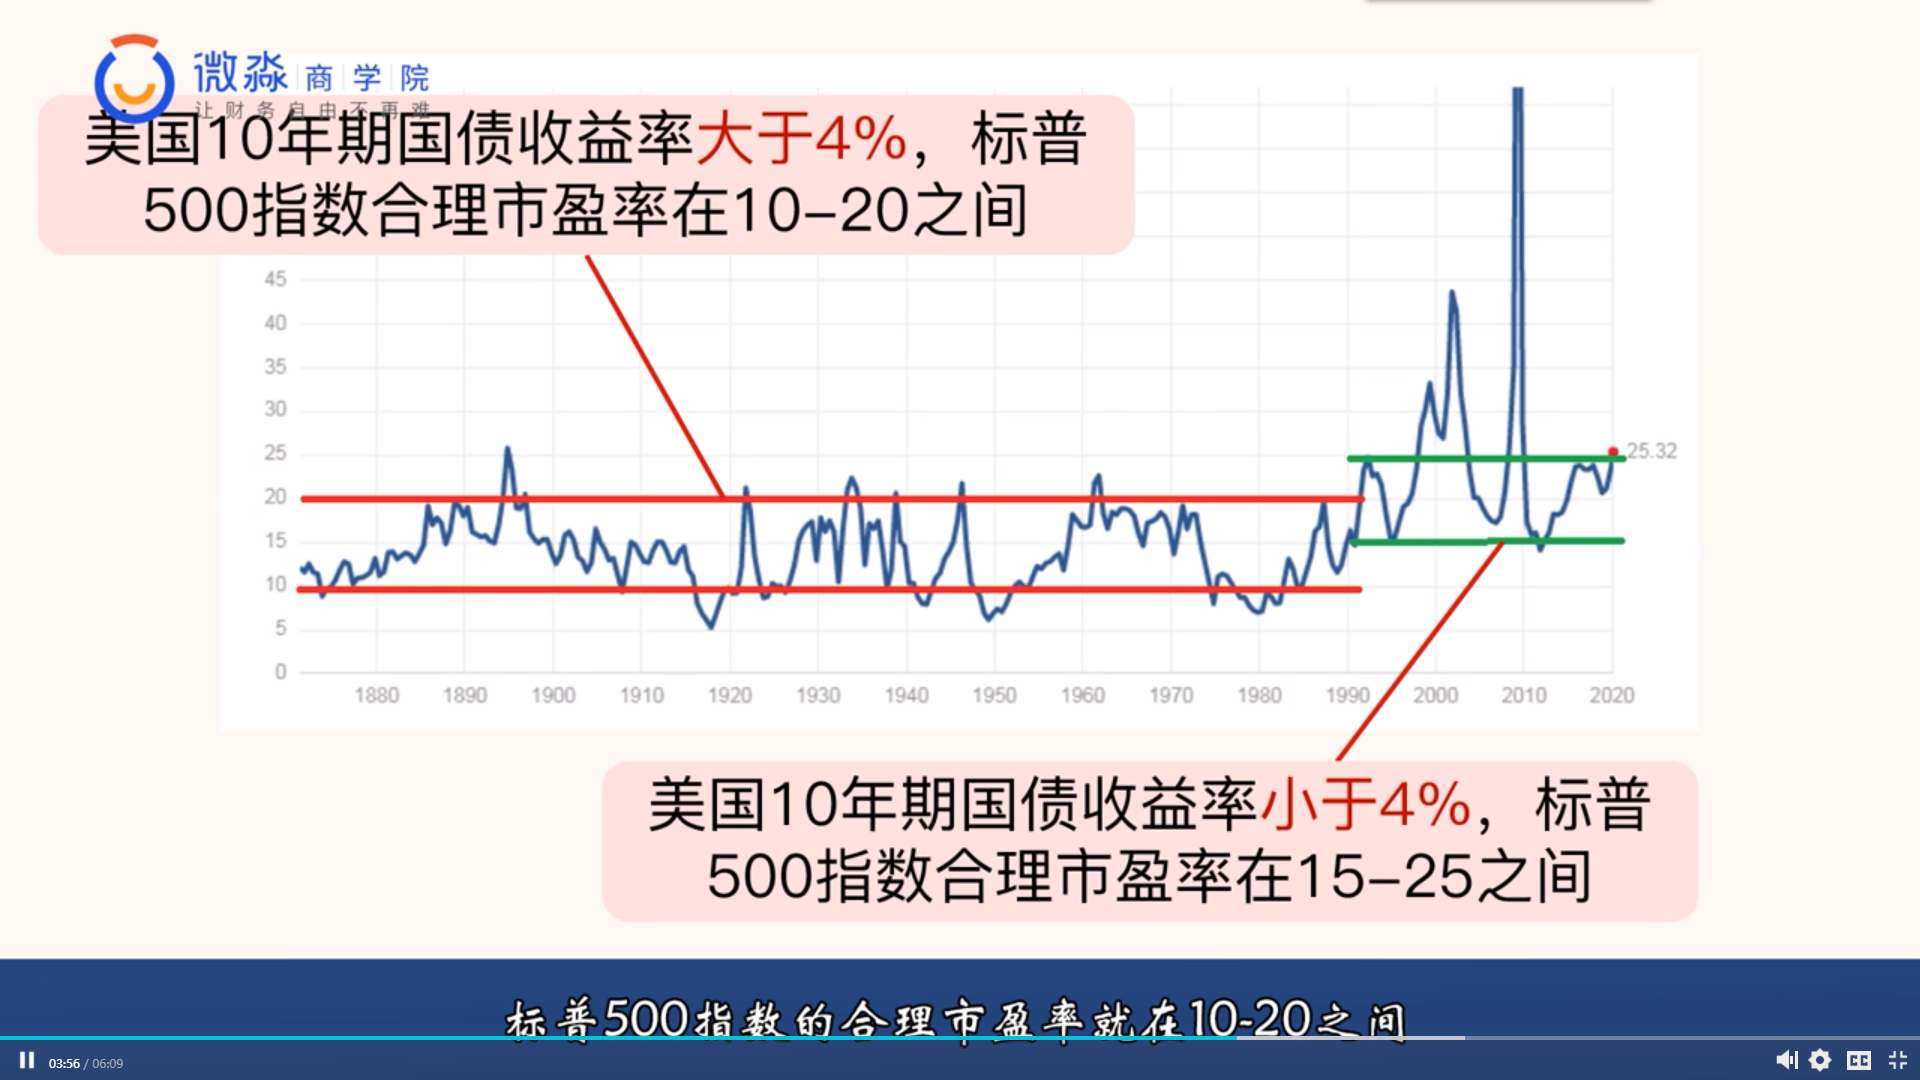 微淼 商 学 院
让 财 务 自 由 不 再 难
美国10年期国债收益率大于4%，标普
500指数合理市盈率在10-20之间
45
40
35
30
25
20
15
10
5
0
25.32
1880 1890 1900 1910 1920 1930 1940 1950 1960 1970 1980 1990 2000 2010 2020
美国10年期国债收益率小于4%，标普
500指数合理市盈率在15-25之间
标普500指数的合理市盈率就在10-20之间
03:56 / 06:09
CC